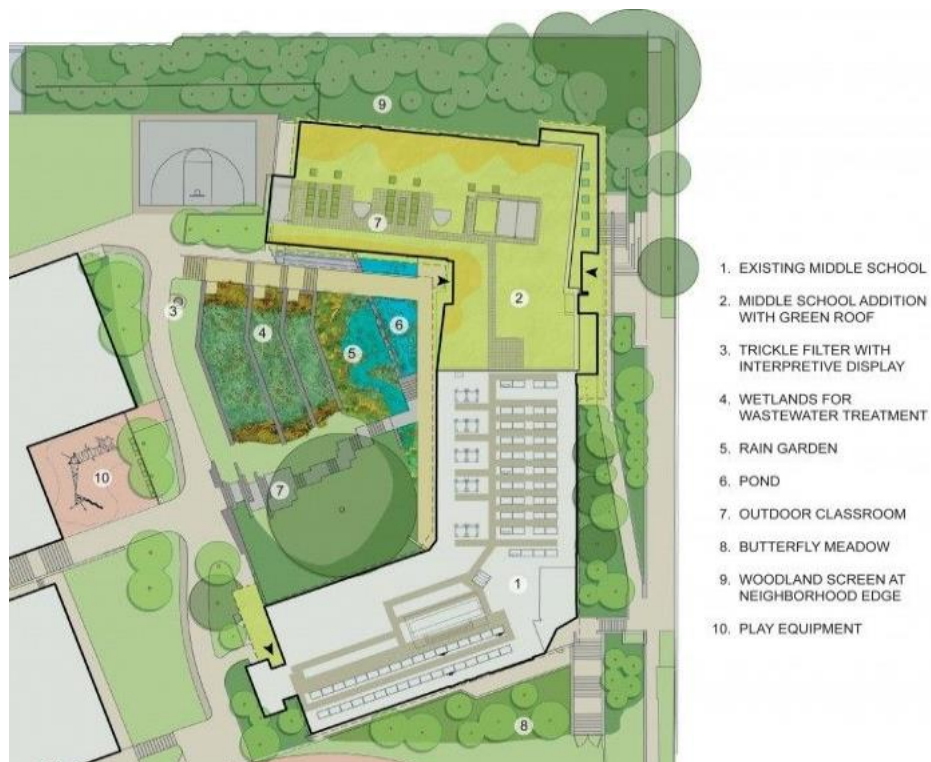 9
7
3
2
4
6
5
10
7
1
8
1. EXISTING MIDDLE SCHOOL
2. MIDDLE SCHOOL ADDITION
WITH GREEN ROOF
3. TRICKLE FILTER WITH
INTERPRETIVE DISPLAY
4. WETLANDS FOR
WASTEWATER TREATMENT
5. RAIN GARDEN
6. POND
7. OUTDOOR CLASSROOM
8. BUTTERFLY MEADOW
9. WOODLAND SCREEN AT
NEIGHBORHOOD EDGE
10. PLAY EQUIPMENT